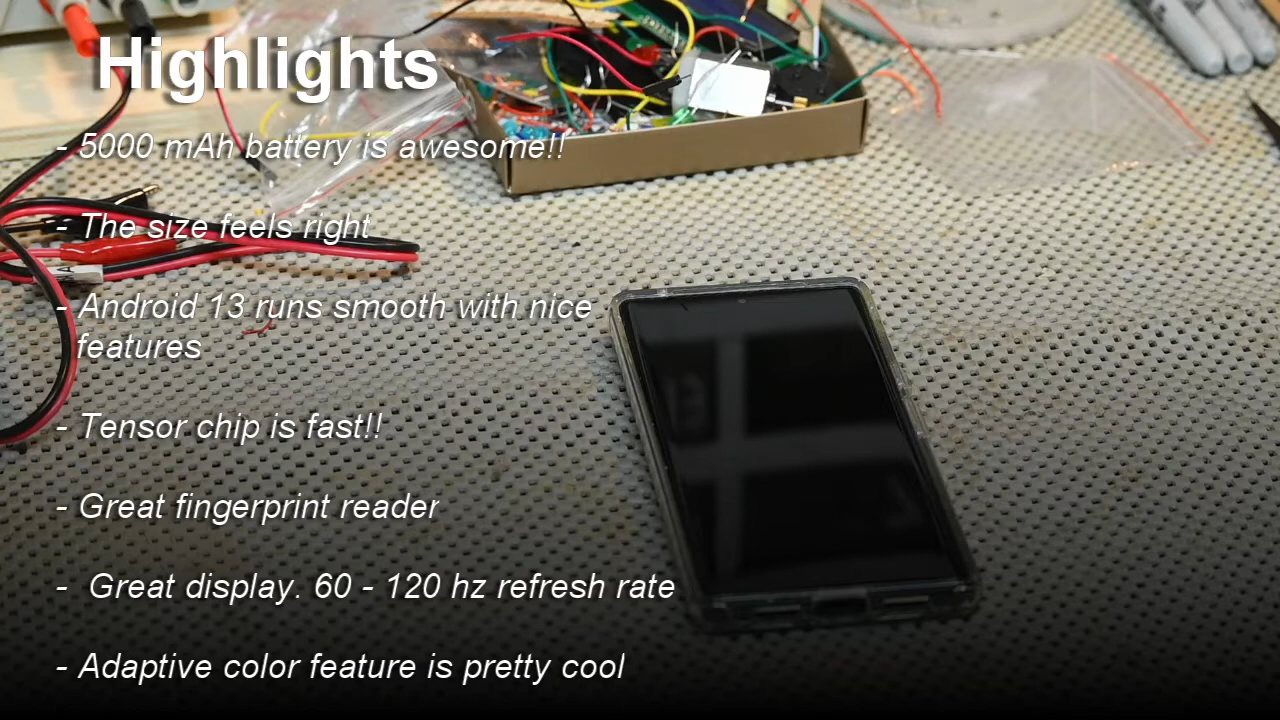 Highlights
- 5000 mAh battery is awesome!!
- The size feels right
- Android 13 runs smooth with nice
features
- Tensor chip is fast!!
- Great fingerprint reader
- Great display. 60 - 120 hz refresh rate
- Adaptive color feature is pretty cool